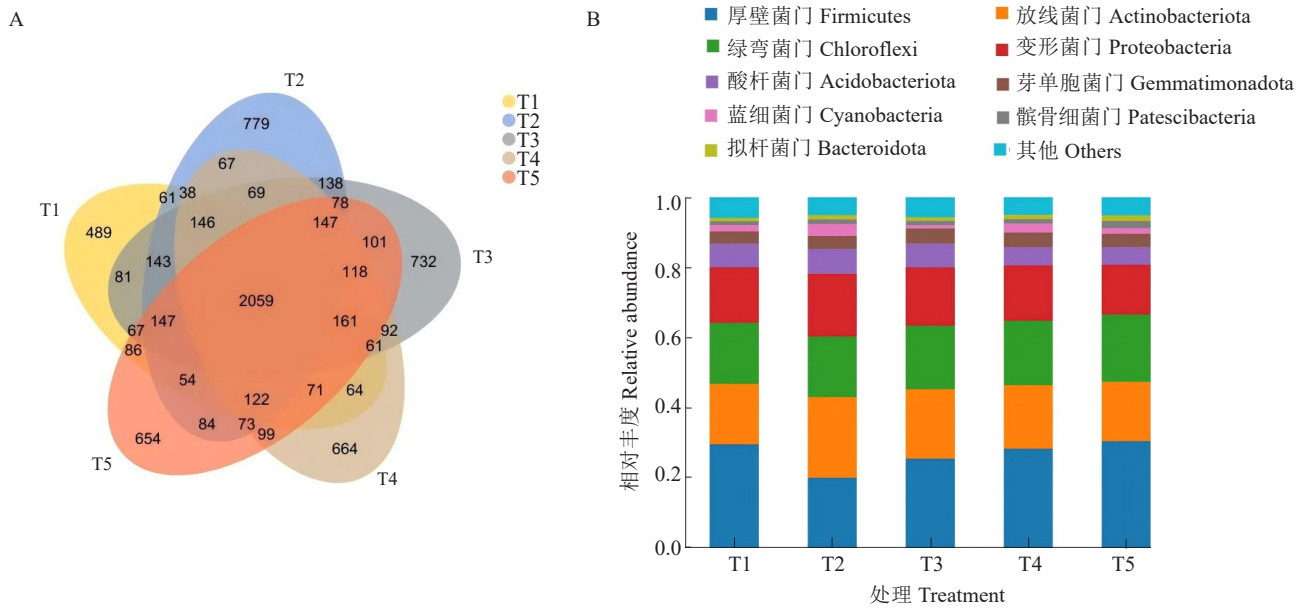 A
T1
T2
T3
T4
T5
T1
T2
T3
T4
T5
779
67
138
61
38
69
78
489
146
147
101
143
118
732
81
2059
147
161
92
67
86
61
54
71
64
122
84
73
99
654
664
B
厚壁菌门 Firmicutes
放线菌门 Actinobacteriota
绿弯菌门 Chloroflexi
变形菌门 Proteobacteria
酸杆菌门 Acidobacteriota
芽单胞菌门 Gemmatimonadota
蓝细菌门 Cyanobacteria
髌骨细菌门 Patescibacteria
拟杆菌门 Bacteroidota
其他 Others
相对丰度 Relative abundance
1.0
0.8
0.6
0.4
0.2
0.0
T1
T2
T3
T4
T5
处理 Treatment